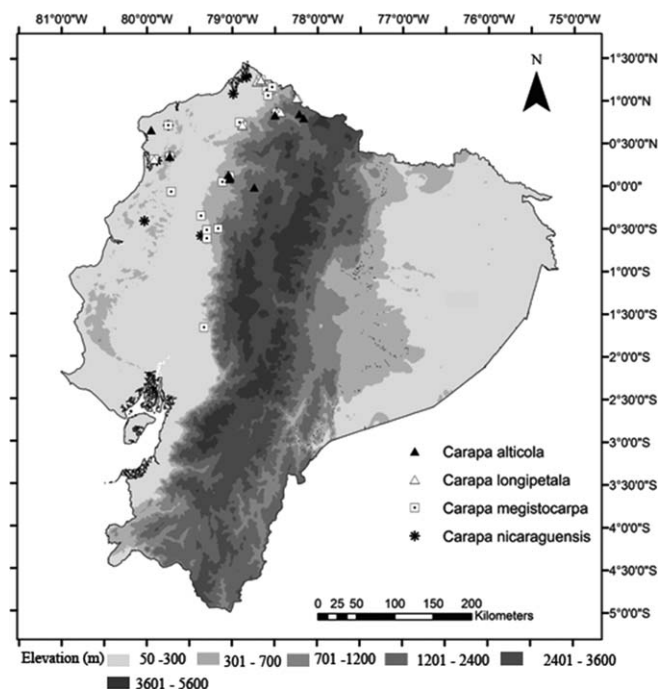 81°0'0"W 80°0'0"W 79°0'0"W 78°0'0"W 77°0'0"W 76°0'0"W 75°0'0"W
N
1°30'0"N
1°0'0"N
0°30'0"N
0°0'0"
0°30'0"S
1°0'0"S
1°30'0"S
2°0'0"S
2°30'0"S
3°0'0"S
3°30'0"S
4°0'0"S
4°30'0"S
5°0'0"S
Carapa alticola
Carapa longipetala
Carapa megistocarpa
Carapa nicaraguensis
0 25 50 100 150 200
Kilometers
Elevation (m) 50 -300 301 - 700 701 -1200 1201 - 2400 2401 - 3600
3601 - 5600